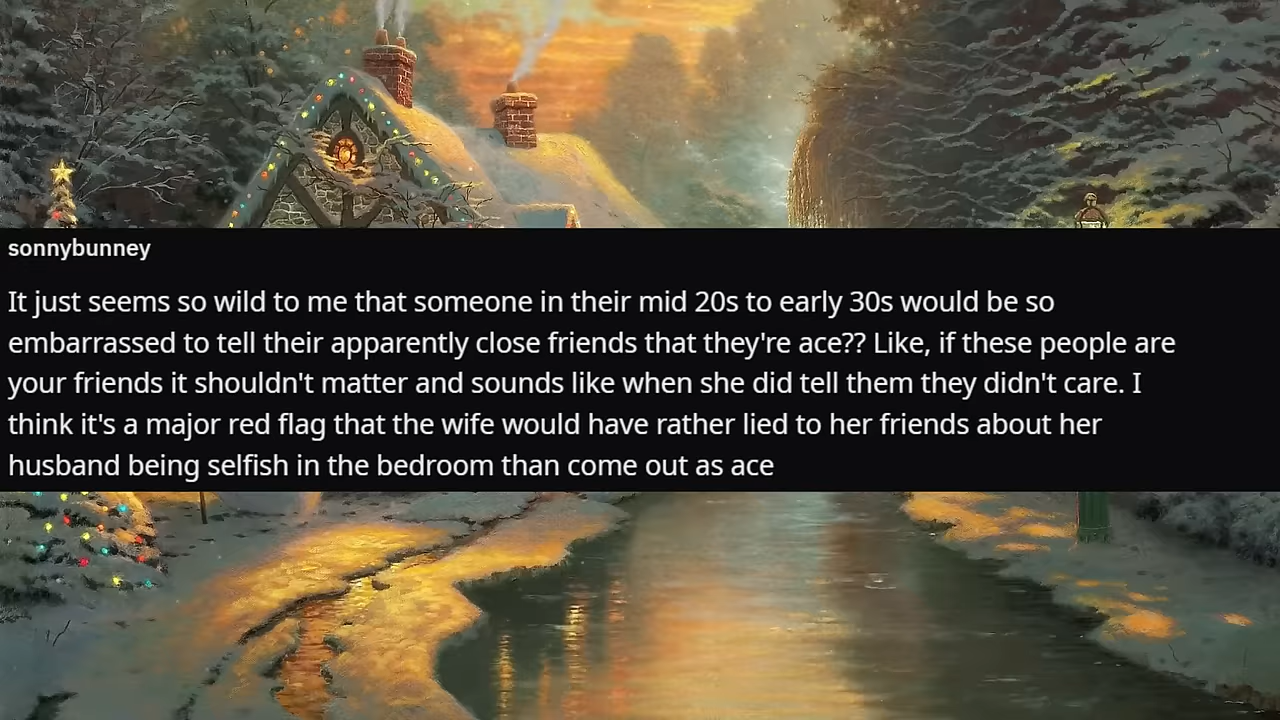 sonnybunney
It just seems so wild to me that someone in their mid 20s to early 30s would be so
embarrassed to tell their apparently close friends that they're ace?? Like, if these people are
your friends it shouldn't matter and sounds like when she did tell them they didn't care. I
think it's a major red flag that the wife would have rather lied to her friends about her
husband being selfish in the bedroom than come out as ace